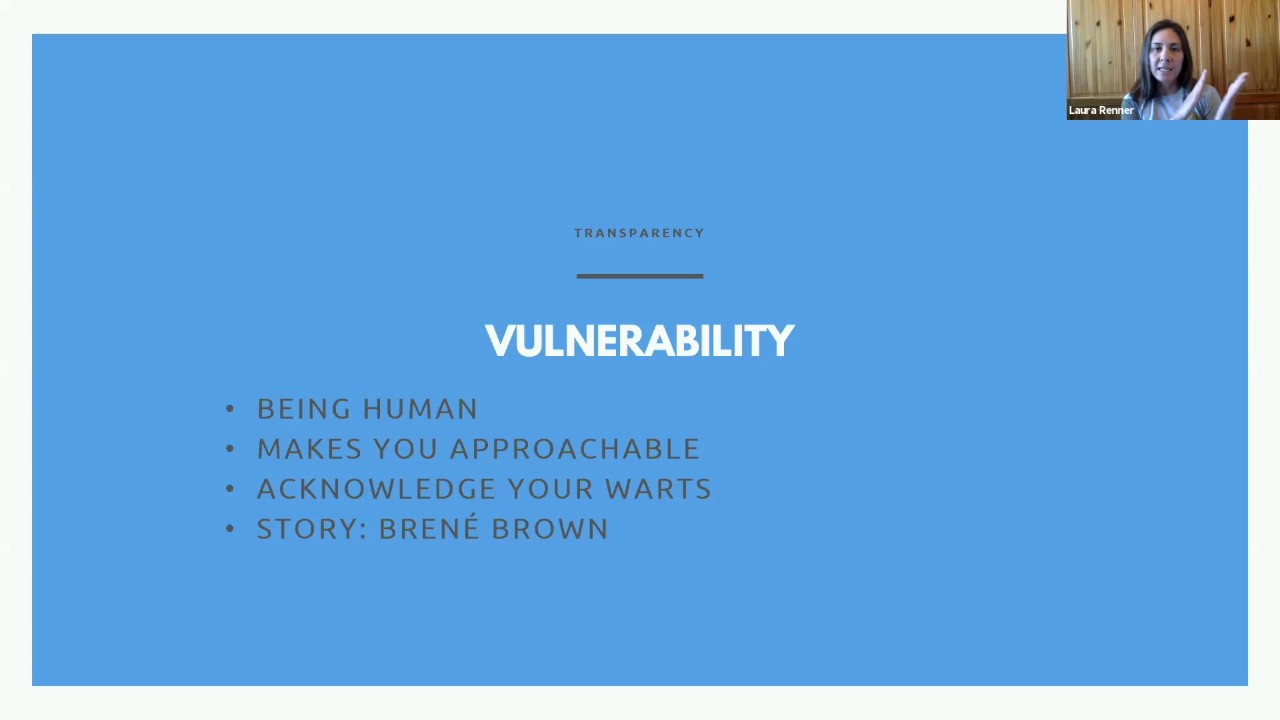 Laura Renner
TRANSPARENCY
VULNERABILITY
• BEING HUMAN
• MAKES YOU APPROACHABLE
• ACKNOWLEDGE YOUR WARTS
• STORY: BRENÉ BROWN